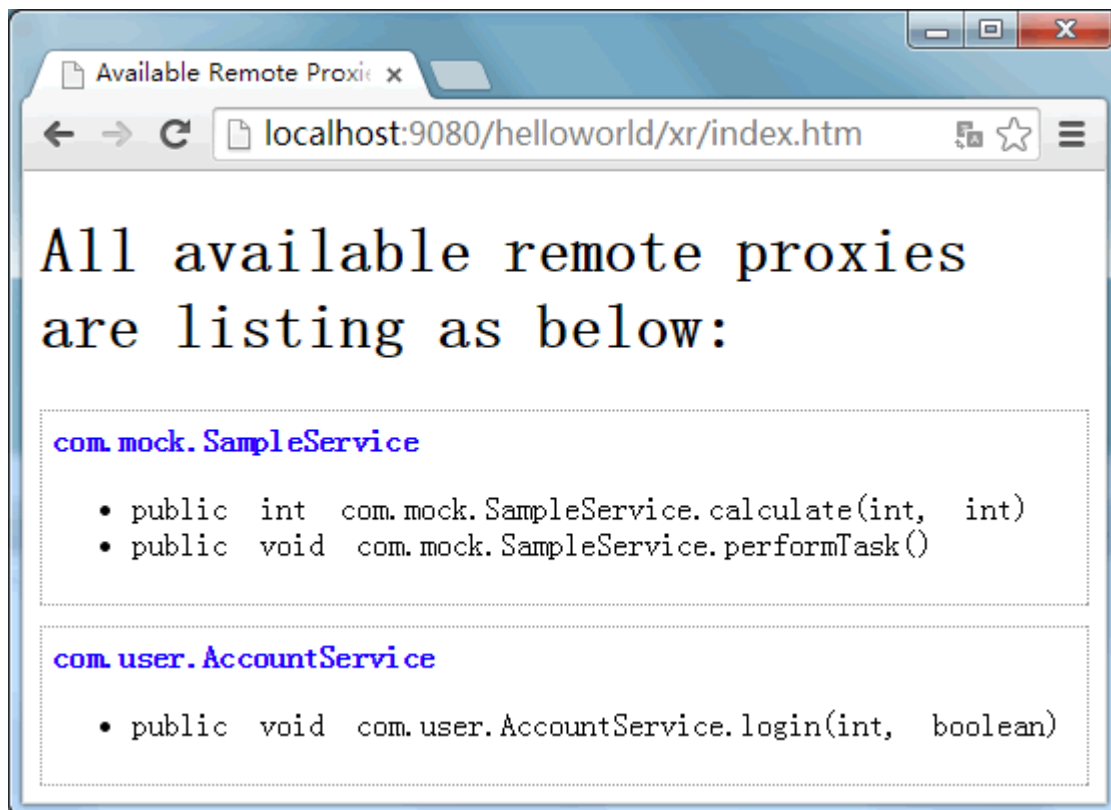 Available Remote Proxie
localhost:9080/helloworld/xr/index.htm
All available remote proxies
are listing as below:
com.mock.SampleService
public int com.mock.SampleService.calculate(int, int)
public void com.mock.SampleService.performTask()
com.user.AccountService
public void com.user.AccountService.login(int, boolean)